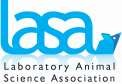 lasa
Laboratory Animal
Science Association